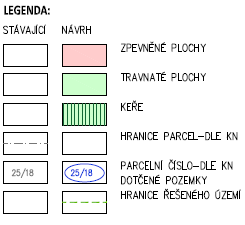 LEGENDA:
STÁVAJÍCÍ NÁVRH
ZPEVNĚNÉ PLOCHY
TRAVNATÉ PLOCHY
KEŘE
HRANICE PARCEL-DLE KN
25/18 25/18 PARCELNÍ ČÍSLO-DLE KN
DOTČENÉ POZEMKY
HRANICE ŘEŠENÉHO ÚZEMÍ